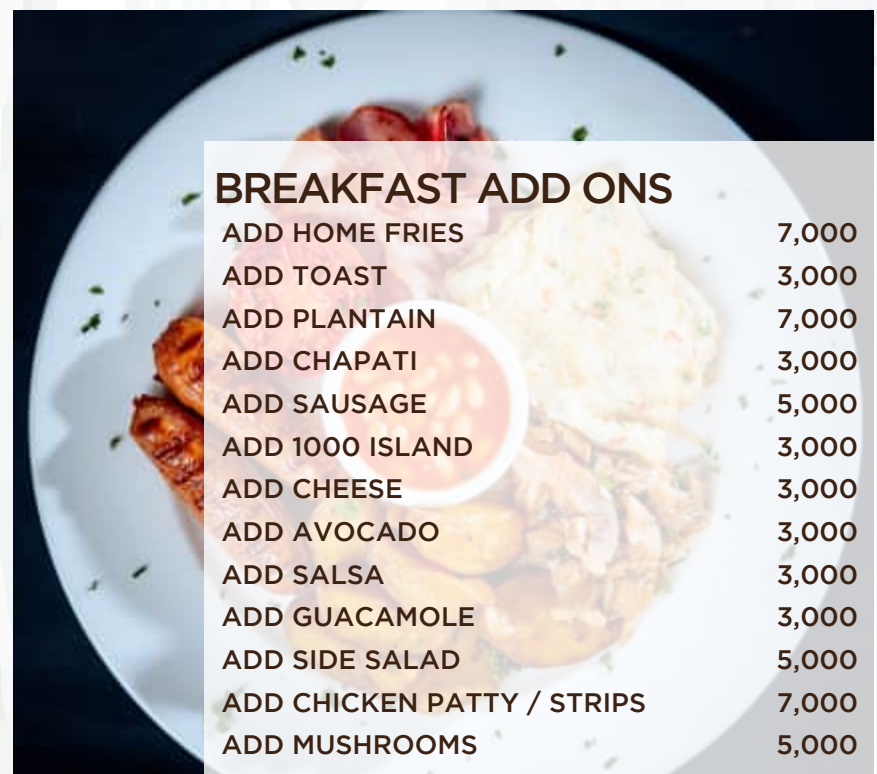 BREAKFAST ADD ONS
ADD HOME FRIES 7,000
ADD TOAST 3,000
ADD PLANTAIN 7,000
ADD CHAPATI 3,000
ADD SAUSAGE 5,000
ADD 1000 ISLAND 3,000
ADD CHEESE 3,000
ADD AVOCADO 3,000
ADD SALSA 3,000
ADD GUACAMOLE 3,000
ADD SIDE SALAD 5,000
ADD CHICKEN PATTY / STRIPS 7,000
ADD MUSHROOMS 5,000